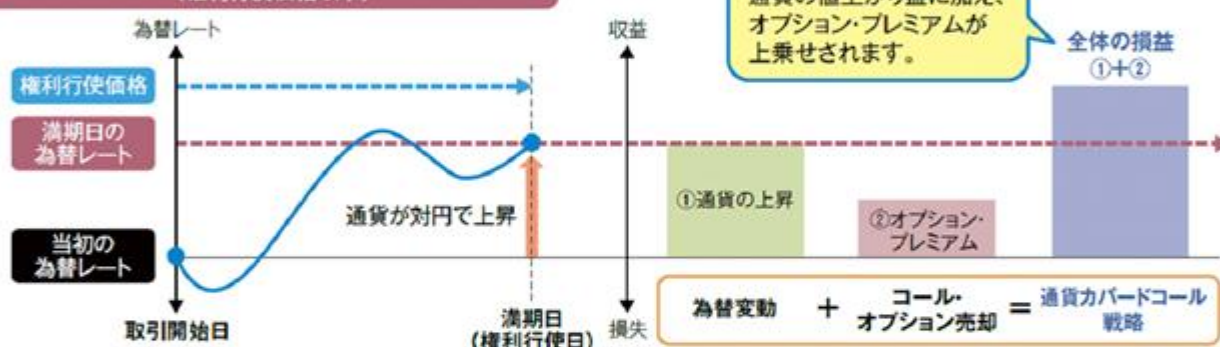 為替レート
権利行使価格
満期日の
為替レート
当初の
為替レート
通貨が対円で上昇
取引開始日
満期日
(権利行使日)
収益
損失
オプション・プレミアムが
上乗せされます。
全体の損益
①+②
①通貨の上昇
②オプション・
プレミアム
為替変動
+
コール・
オプション売却
=
通貨カバードコール
戦略